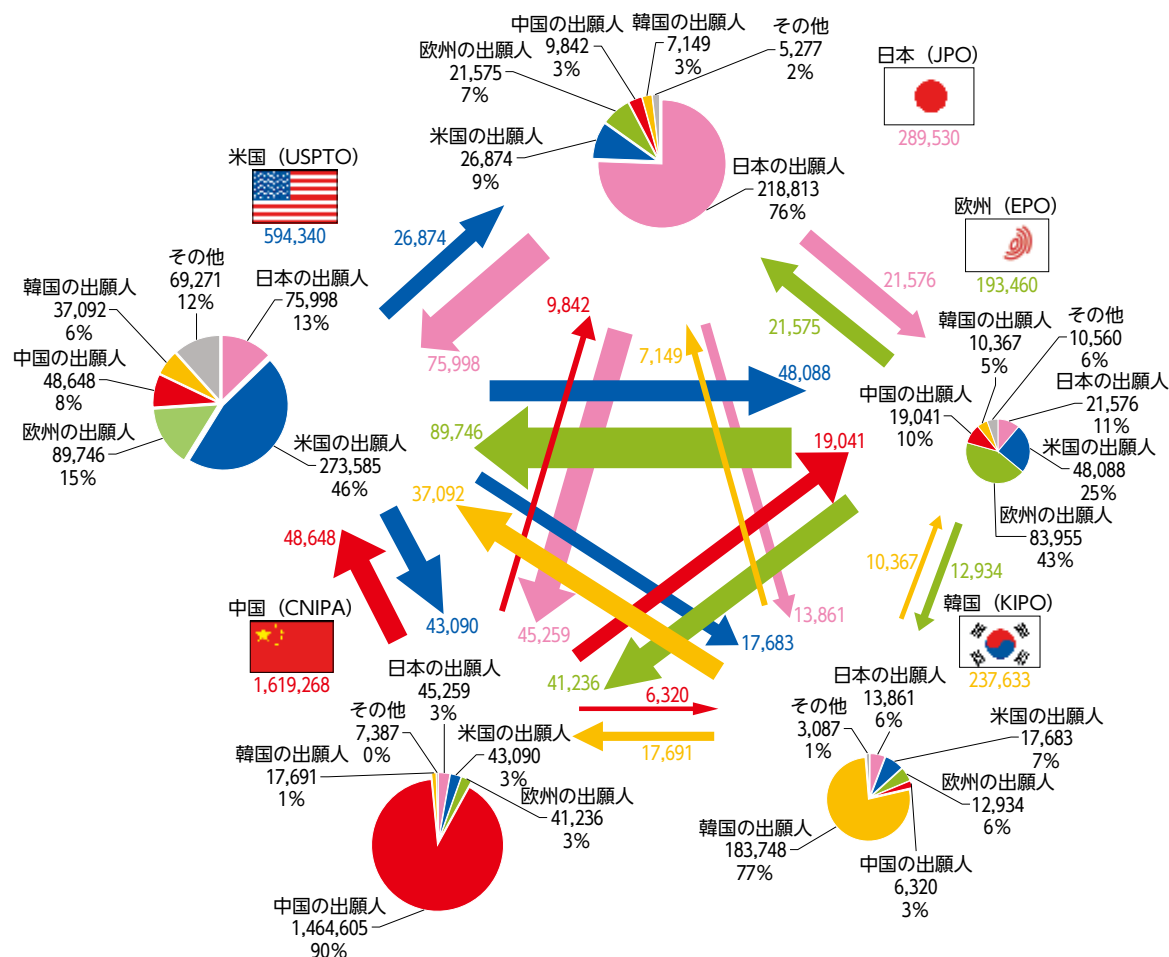 中国の出願人
9,842
3%
韓国の出願人
7,149
3%
その他
5,277
2%
欧州の出願人
21,575
7%
米国の出願人
26,874
9%
日本の出願人
218,813
76%
日本（JPO）
289,530
米国（USPTO）
594,340
欧州（EPO）
193,460
26,874
75,998
9,842
7,149
21,576
21,575
その他
69,271
12%
日本の出願人
75,998
13%
韓国の出願人
37,092
6%
中国の出願人
48,648
8%
欧州の出願人
89,746
15%
米国の出願人
273,585
46%
48,088
89,746
19,041
37,092
韓国の出願人
10,367
5%
その他
10,560
6%
日本の出願人
21,576
11%
中国の出願人
19,041
10%
米国の出願人
48,088
25%
欧州の出願人
83,955
43%
48,648
43,090
45,259
41,236
17,683
13,861
10,367
12,934
6,320
17,691
中国（CNIPA）
1,619,268
韓国（KIPO）
237,633
日本の出願人
45,259
3%
その他
7,387
0%
米国の出願人
43,090
3%
韓国の出願人
17,691
1%
欧州の出願人
41,236
3%
中国の出願人
1,464,605
90%
日本の出願人
13,861
6%
その他
3,087
1%
米国の出願人
17,683
7%
欧州の出願人
12,934
6%
韓国の出願人
183,748
77%
中国の出願人
6,320
3%